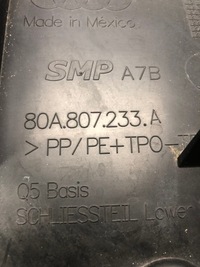 Made in Mexico
SMP A7B
80A.807.233.A
> PP/PE+TPO-
Q5 Basis
SCHLIESSTEIL Lower